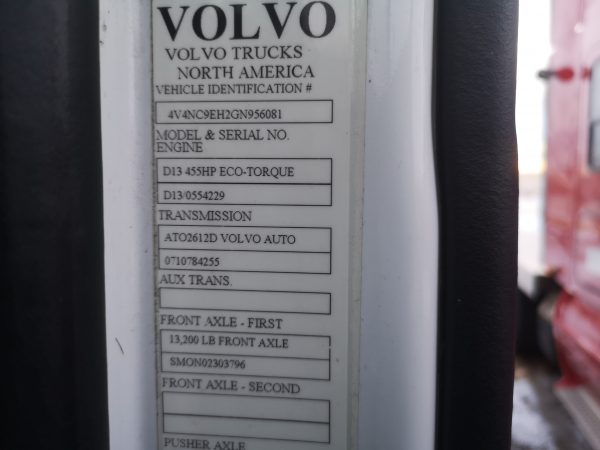 VOLVO
VOLVO TRUCKS
NORTH AMERICA
VEHICLE IDENTIFICATION #
4V4NC9EH2GN956081
MODEL & SERIAL NO.
ENGINE
D13 455HP ECO-TORQUE
D13/0554229
TRANSMISSION
ATO2612D VOLVO AUTO
0710784255
AUX TRANS.
FRONT AXLE - FIRST
13,200 LB FRONT AXLE
SMON02303796
FRONT AXLE - SECOND
PUSHER AXLE